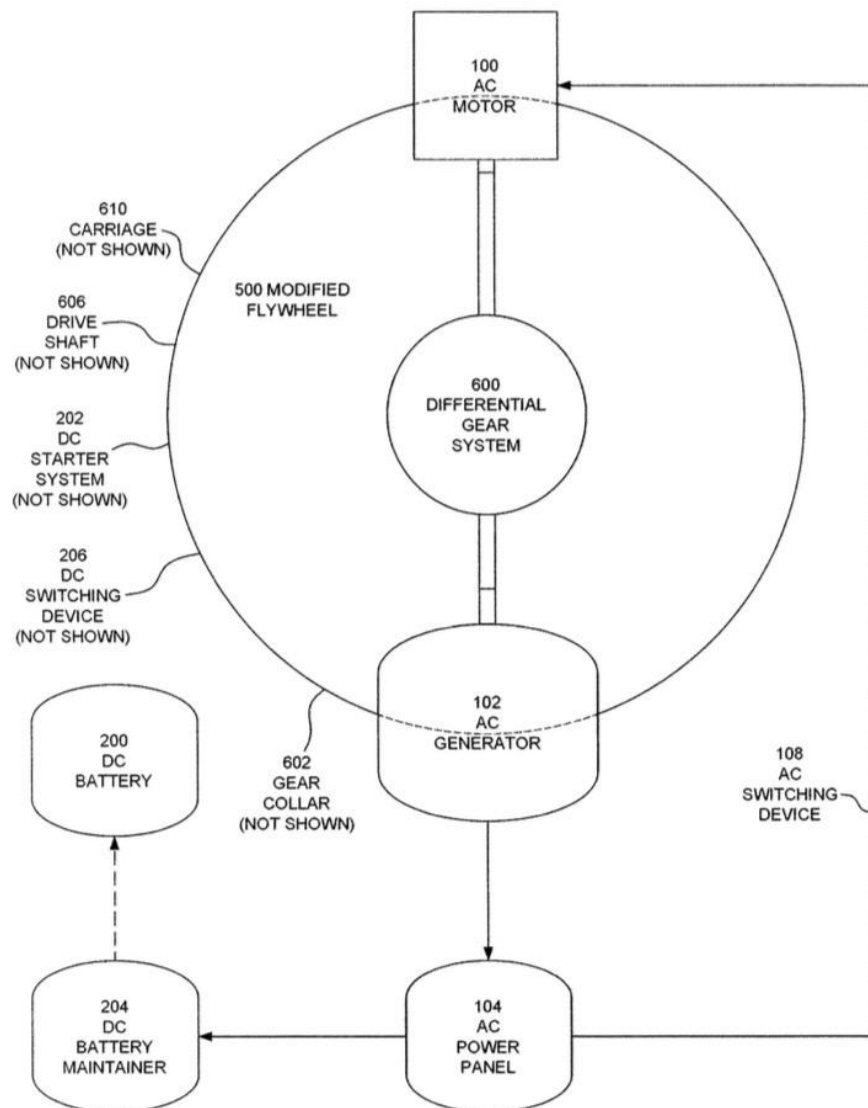 100
AC
MOTOR
610
CARRIAGE
(NOT SHOWN)
500 MODIFIED
FLYWHEEL
606
DRIVE
SHAFT
(NOT SHOWN)
600
DIFFERENTIAL
GEAR
SYSTEM
202
DC
STARTER
SYSTEM
(NOT SHOWN)
206
DC
SWITCHING
DEVICE
(NOT SHOWN)
102
AC
GENERATOR
200
DC
BATTERY
602
GEAR
COLLAR
(NOT SHOWN)
108
AC
SWITCHING
DEVICE
204
DC
BATTERY
MAINTAINER
104
AC
POWER
PANEL